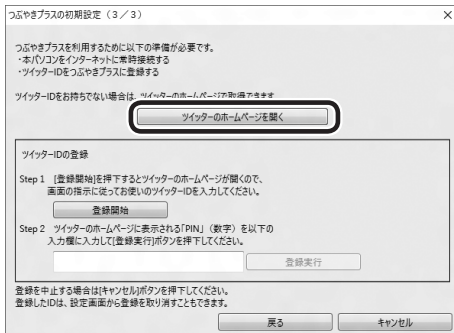 つぶやきプラスの初期設定（3／3）
つぶやきプラスを利用するために以下の準備が必要です。
・本パソコンをインターネットに常時接続する
・ツイッターIDをつぶやきプラスに登録する
ツイッターIDをお持ちでない場合は、ツイッターのホームページで取得できます
ツイッターのホームページを開く
ツイッターIDの登録
Step 1 [登録開始]を押下するとツイッターのホームページが開くので、
画面の指示に従ってお使いのツイッターIDを入力してください。
登録開始
Step 2 ツイッターのホームページに表示される「PIN」（数字）を以下の
入力欄に入力して[登録実行]ボタンを押下してください。
登録実行
登録を中止する場合は[キャンセル]ボタンを押下してください。
登録したIDは、設定画面から登録を取り消すこともできます。
戻る
キャンセル